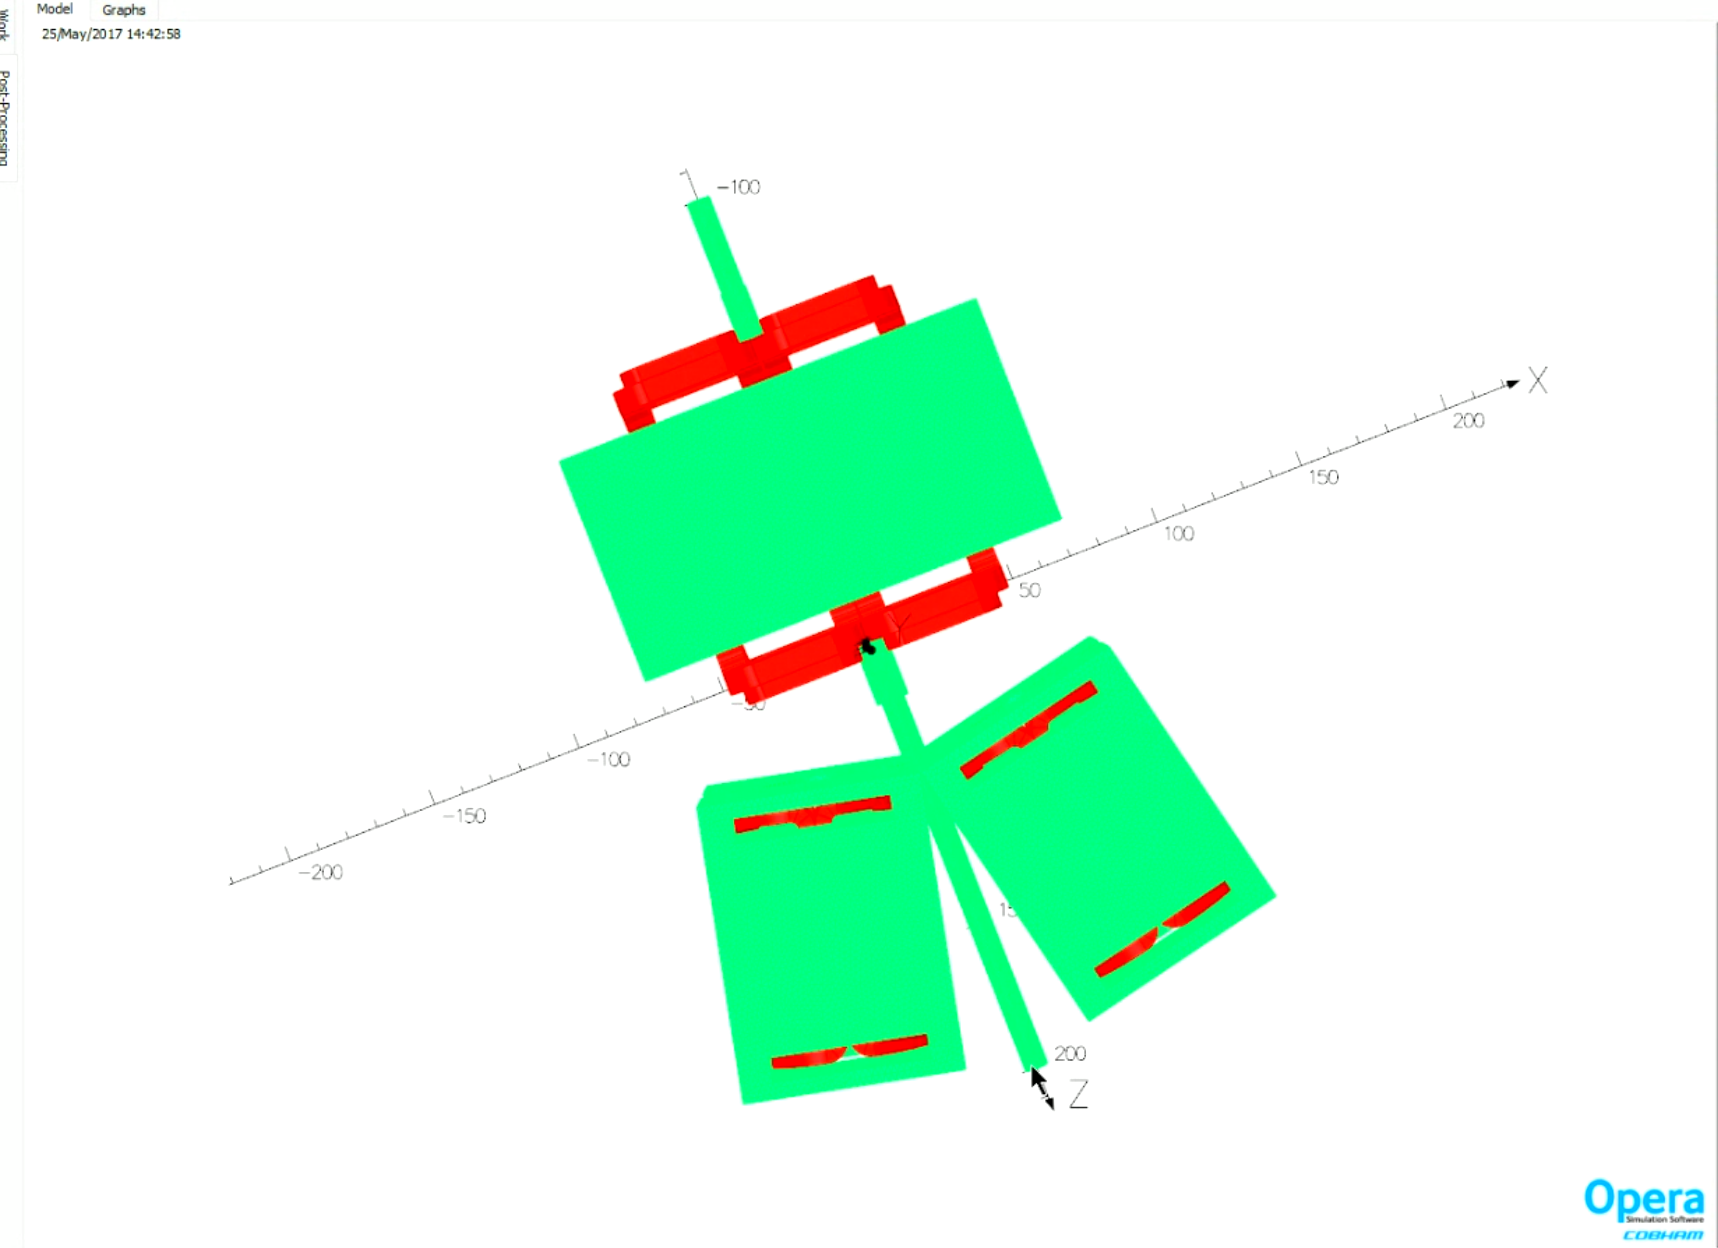 Model Graphs
25/May/2017 14:42:58
Work
Post-Processing
-100
X
200
150
100
50
Y
-50
-100
-150
-200
15
200
Z
Opera
Simulation Software
COBHAM